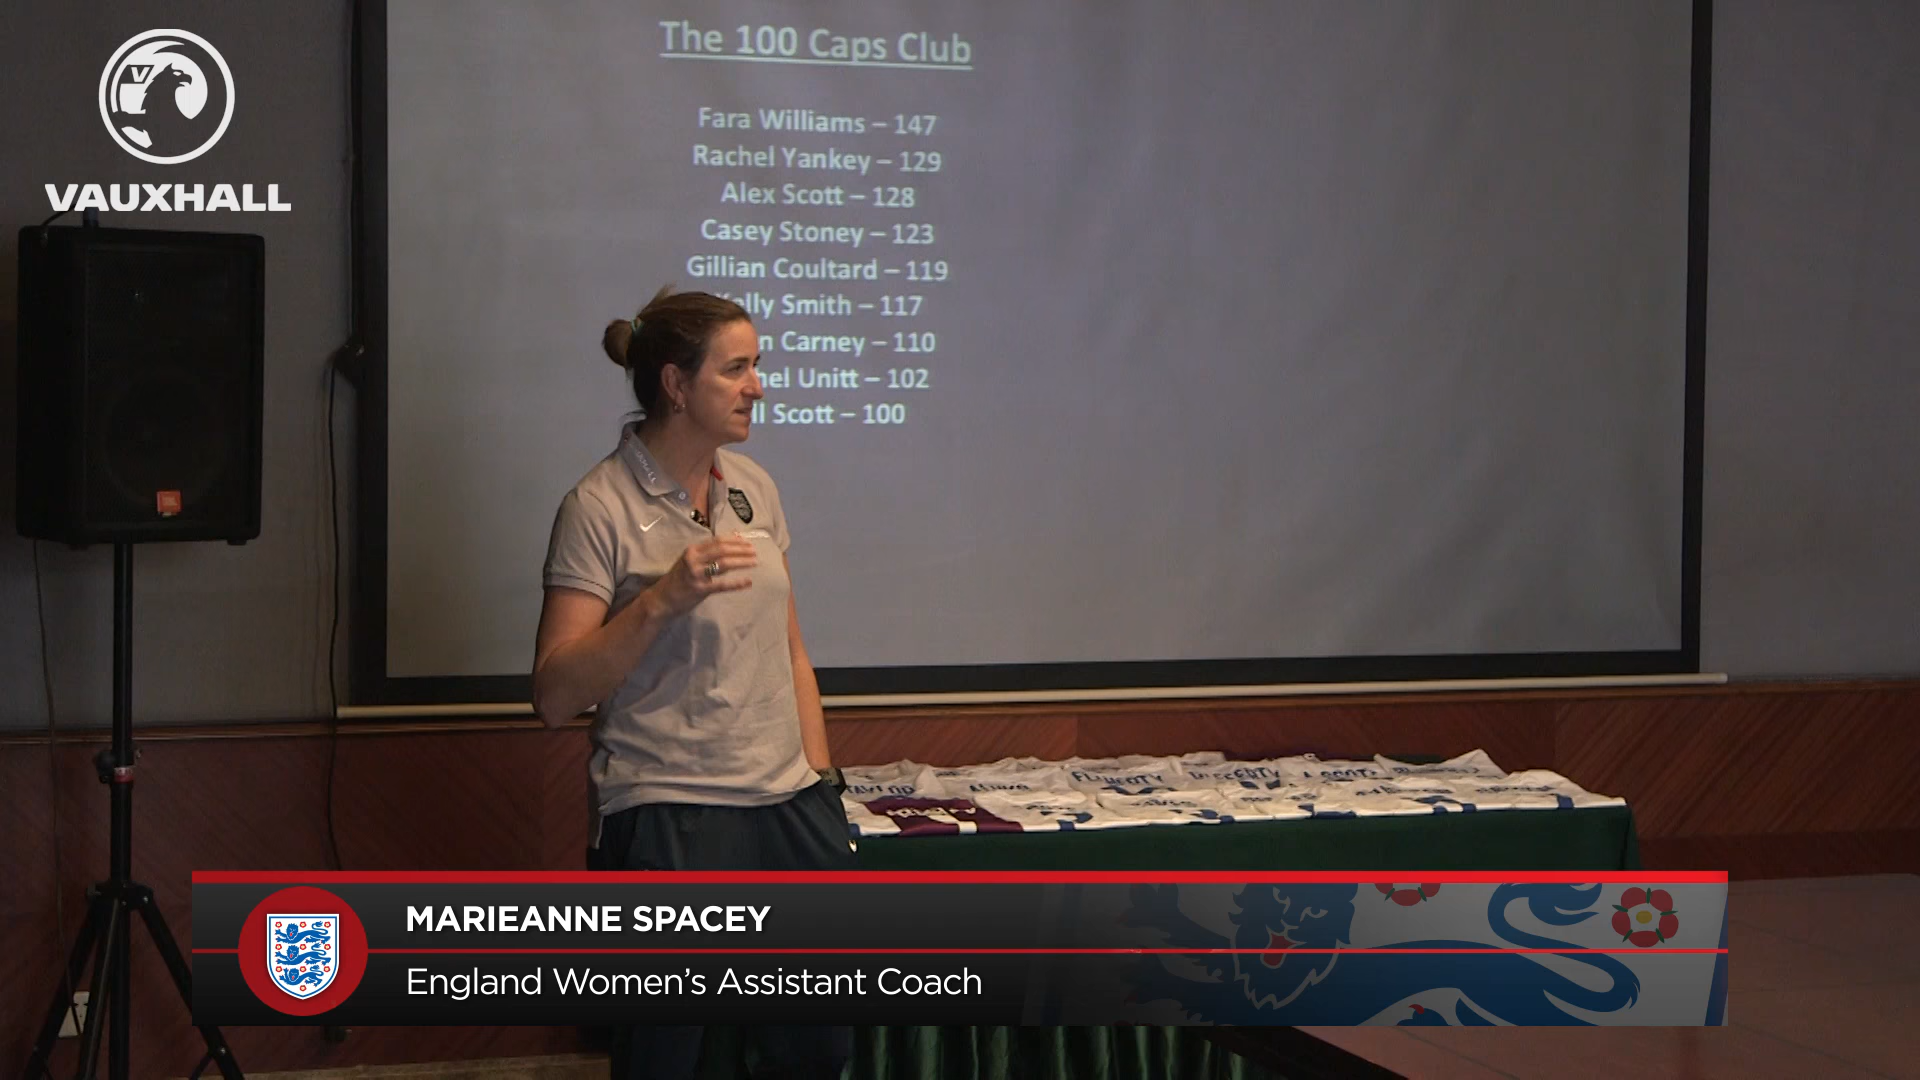 The 100 Caps Club
V
VAUXHALL
Fara Williams – 147
Rachel Yankey – 129
Alex Scott – 128
Casey Stoney – 123
Gillian Coultard – 119
Smith – 117
Carney – 110
Unitt – 102
Scott – 100
TAYLOR
MARIEANNE SPACEY
England Women's Assistant Coach